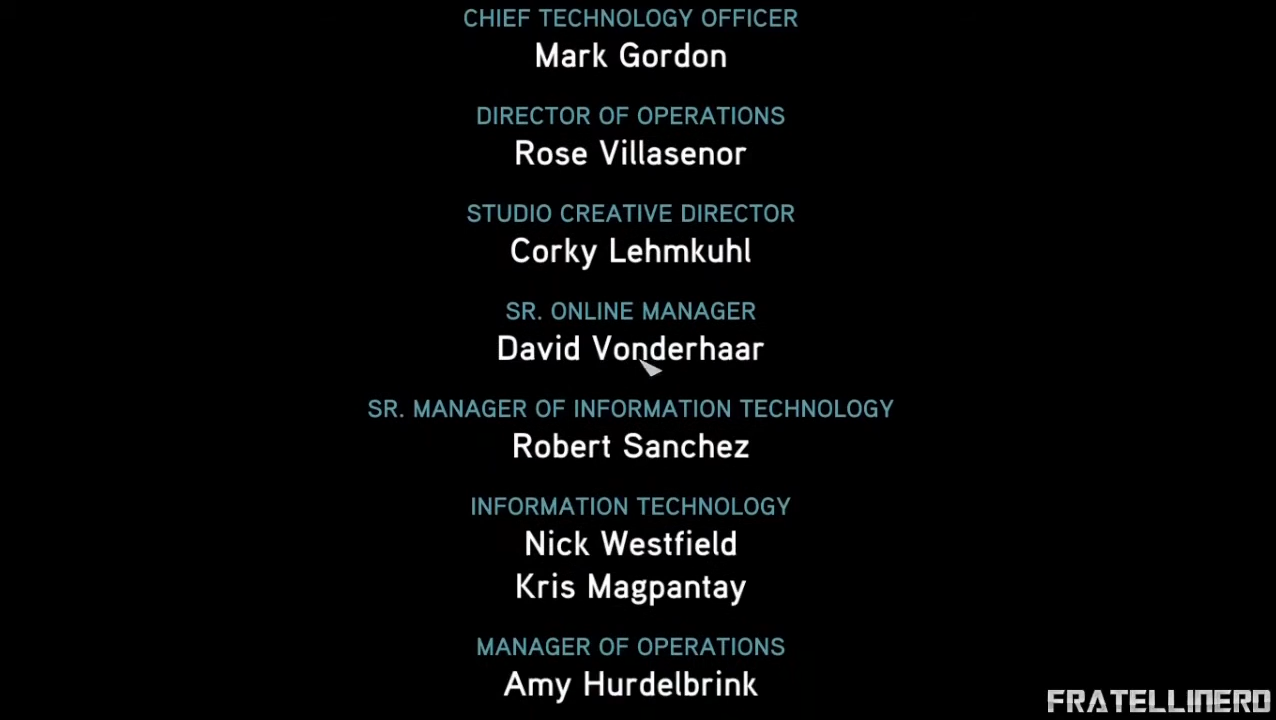 CHIEF TECHNOLOGY OFFICER
Mark Gordon
DIRECTOR OF OPERATIONS
Rose Villasenor
STUDIO CREATIVE DIRECTOR
Corky Lehmkuhl
SR. ONLINE MANAGER
David Vonderhaar
SR. MANAGER OF INFORMATION TECHNOLOGY
Robert Sanchez
INFORMATION TECHNOLOGY
Nick Westfield
Kris Magpantay
MANAGER OF OPERATIONS
Amy Hurdelbrink
FRATELLINERD